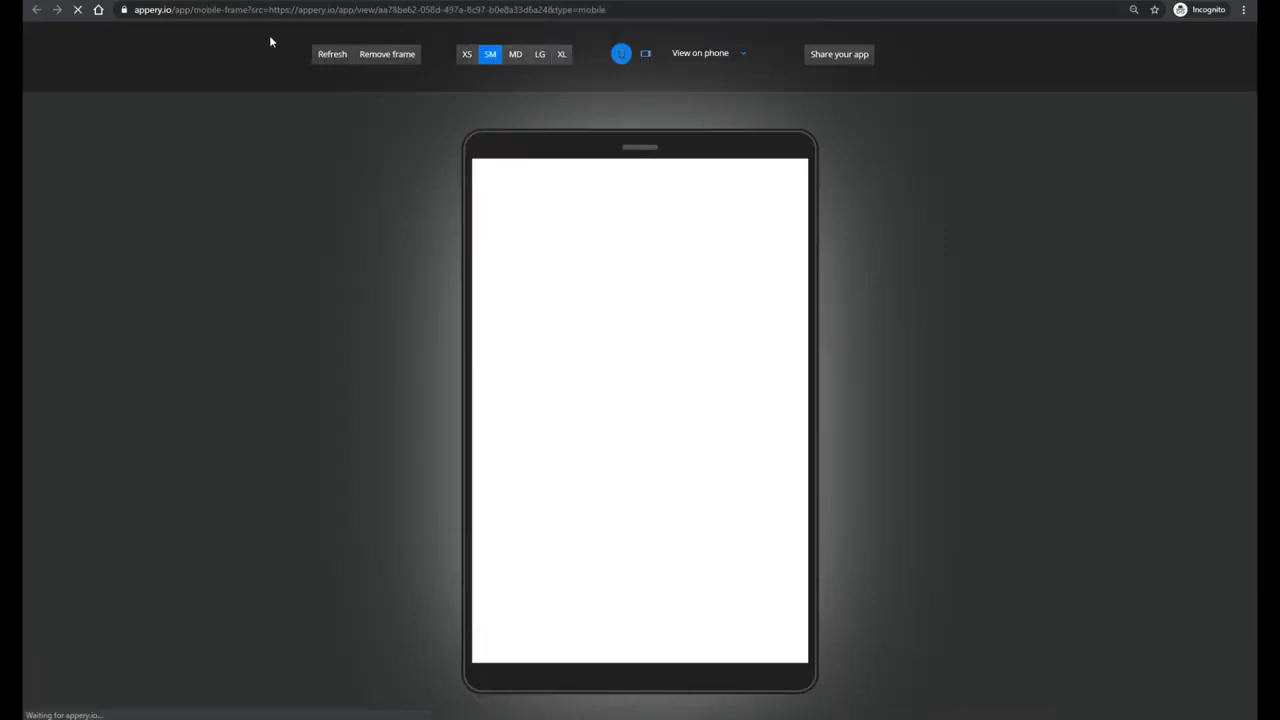 appery.io/app/mobile-frame?src=https://appery.io/app/view/aa78be62-058d-497a-8c97-b0e8a33d6a24&type=mobile
Incognito
Refresh Remove frame XS SM MD LG XL View on phone Share your app
Waiting for appery.io...